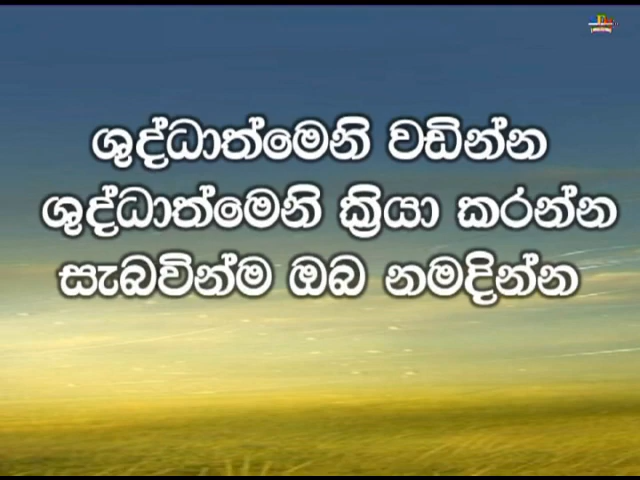 ශුද්ධාත්මෙනි වඩින්න
ශුද්ධාත්මෙනි ක්‍රියා කරන්න
සැබවින්ම ඔබ නමදින්න